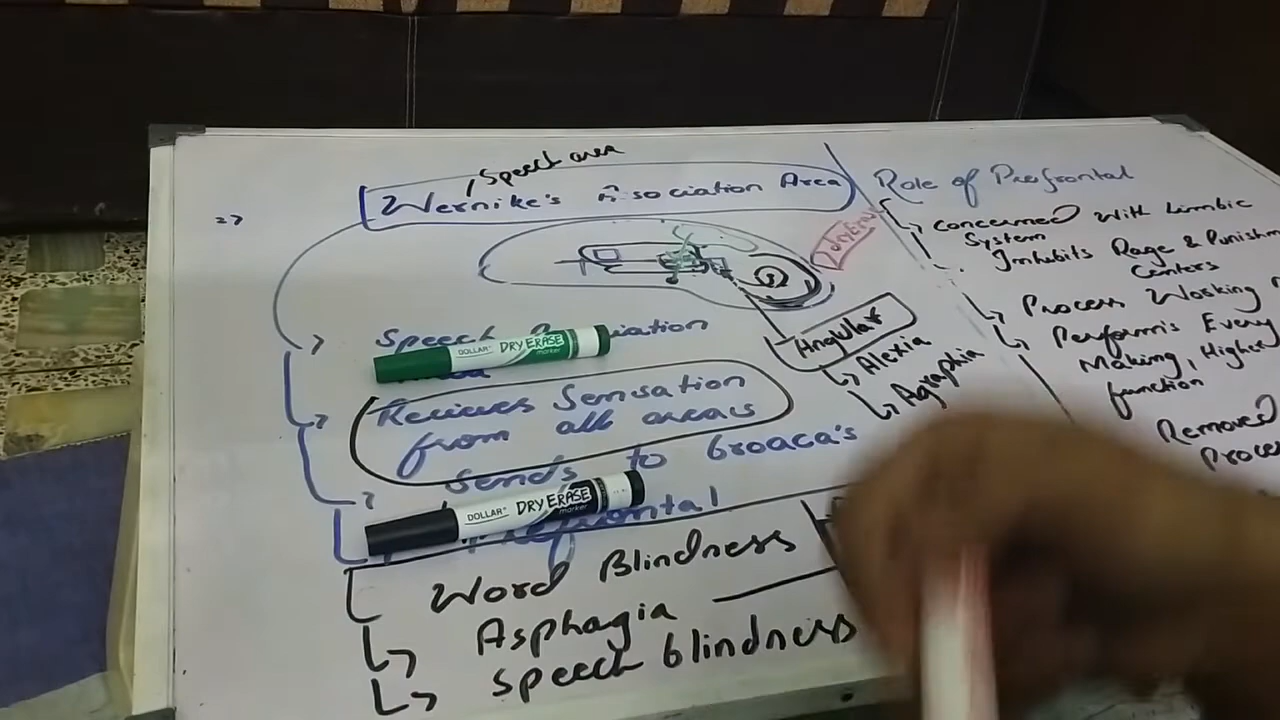 Speech area
=> Wernike's Association Area
Speech
Recieves Sensation
from all areas
Sends to broaca's
Prefrontal
Word Blindness
Asphagia
Speech blindness
Angular
Alexia
Agraphia
Role of Prefrontal
concerned with Limbic
System
Inhibits Rage & Punishm
Centers
Process Working
Performs Every
Making, Higher
function
Removed
DOLLAR DRY ERASE marker
DOLLAR DRY ERASE marker